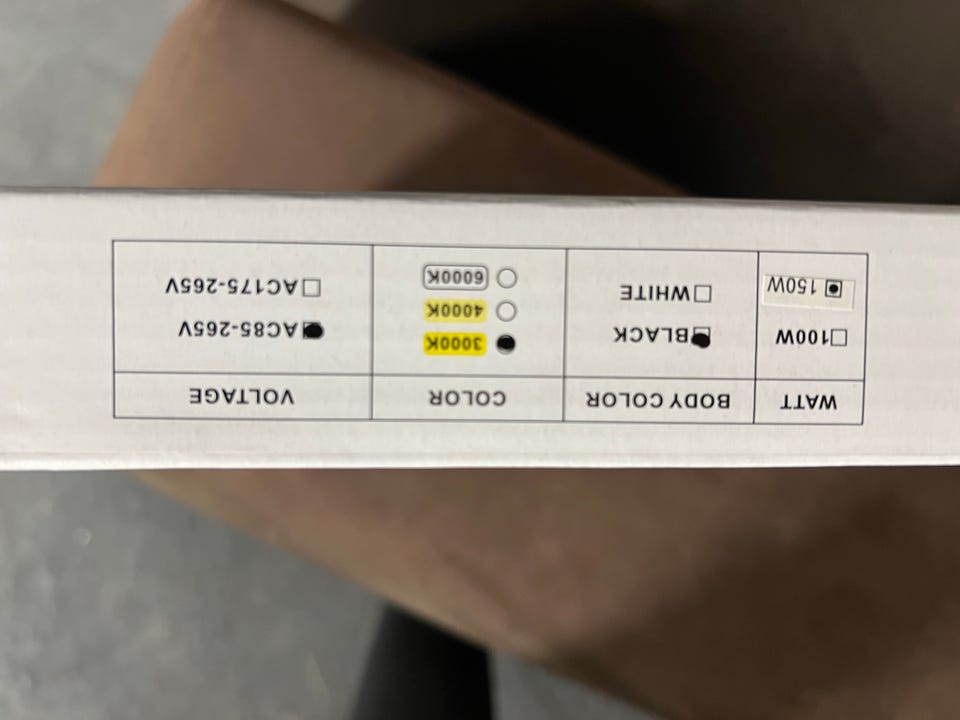 WATT BODY COLOR COLOR VOLTAGE
100W BLACK 3000K AC85-265V
150W WHITE 4000K AC175-265V
6000K